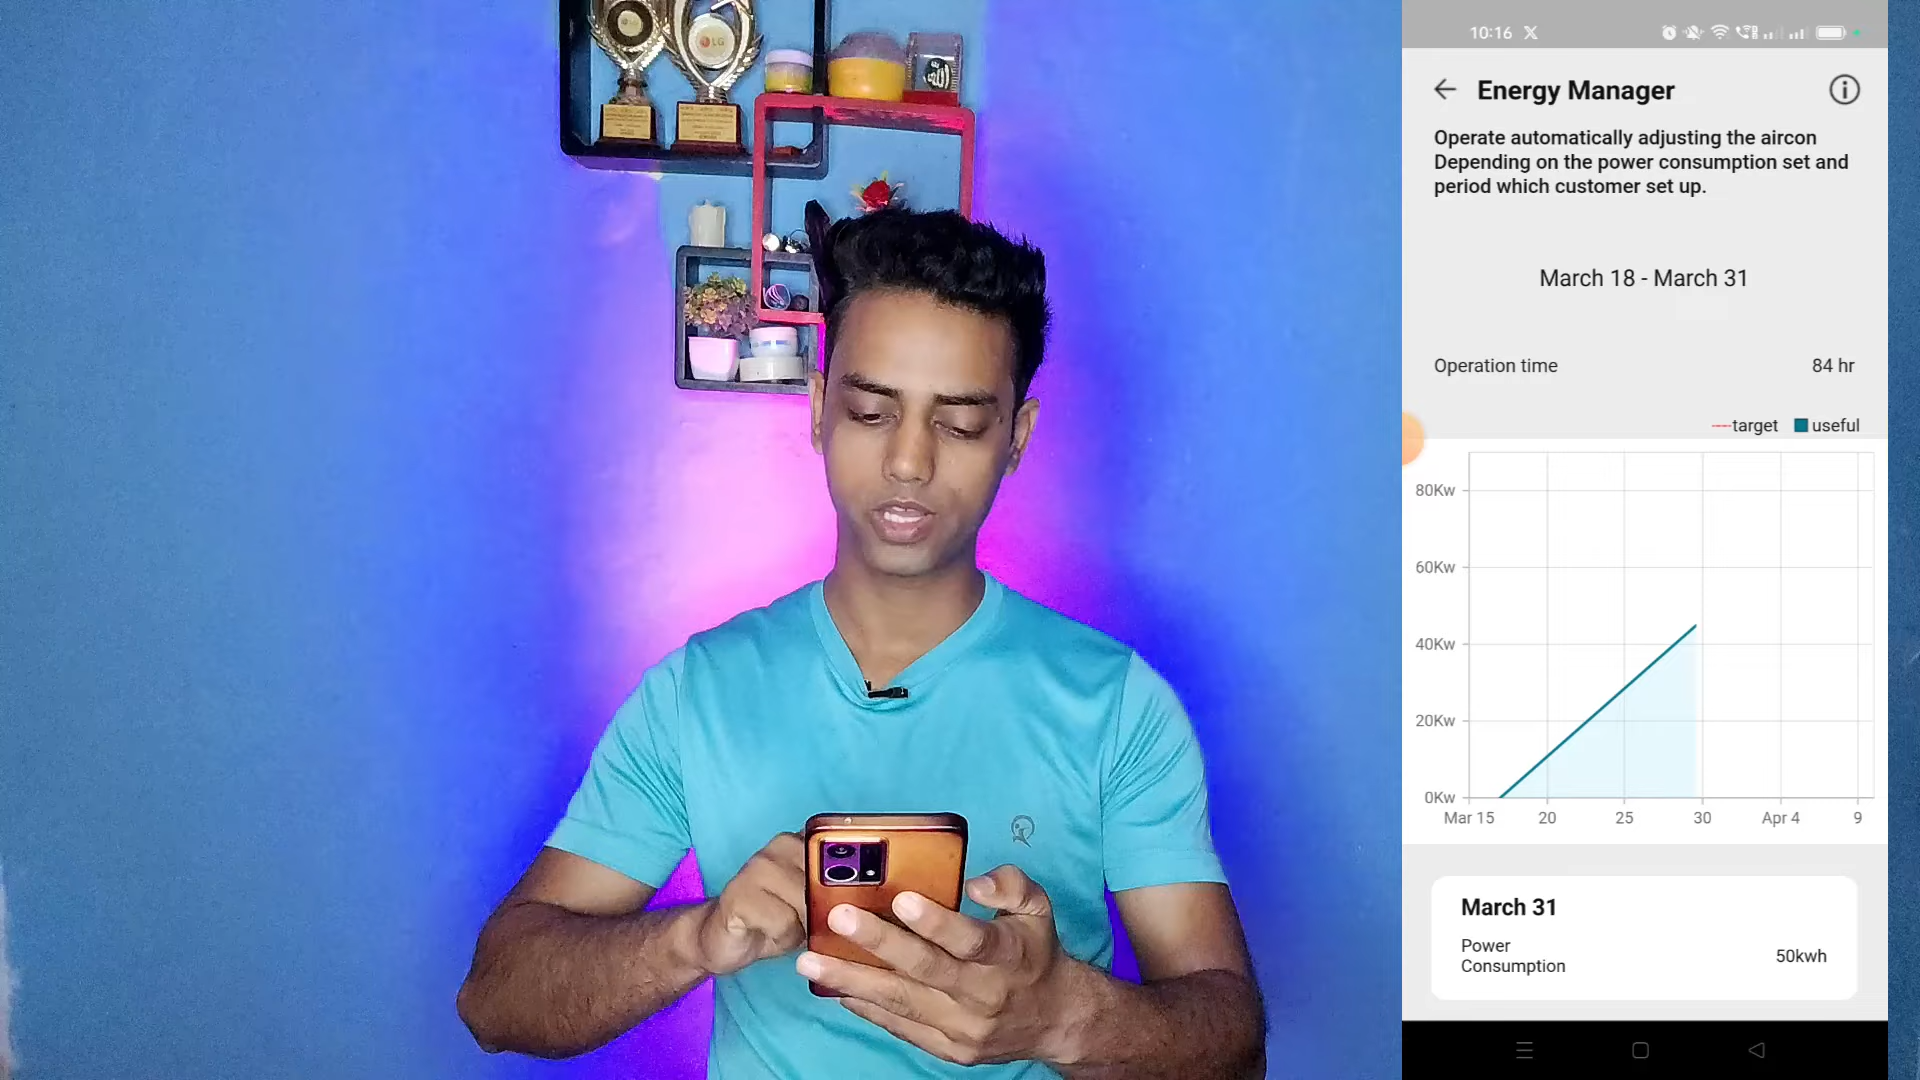 LG
10:16
Energy Manager
Operate automatically adjusting the aircon
Depending on the power consumption set and
period which customer set up.
March 18 - March 31
Operation time 84 hr
target useful
80Kw
60Kw
40Kw
20Kw
0Kw
Mar 15 20 25 30 Apr 4 9
March 31
Power
Consumption
50kwh